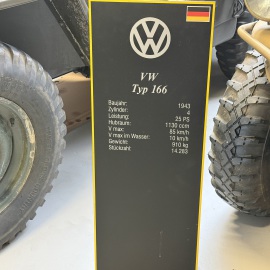 VW
Typ 166
Baujahr: 1943
Zylinder: 4
Leistung: 25 PS
Hubraum: 1130 ccm
V max: 85 km/h
V max im Wasser: 10 km/h
Gewicht: 910 kg
Stückzahl 14.283